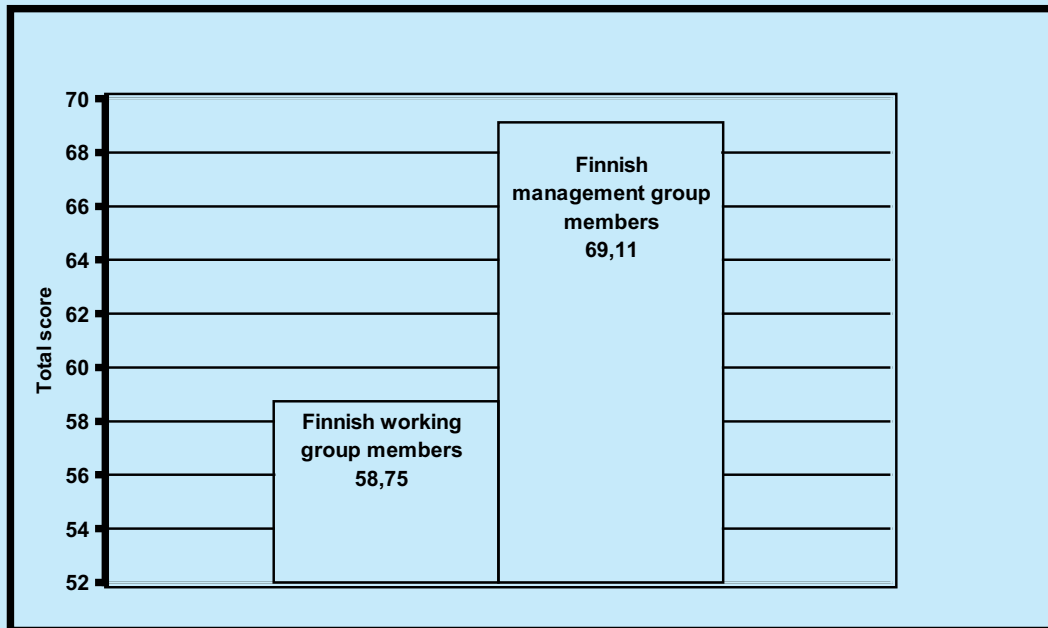 70
68
66
64
62
60
58
56
54
52
Total score
Finnish working
group members
58,75
Finnish
management group
members
69,11